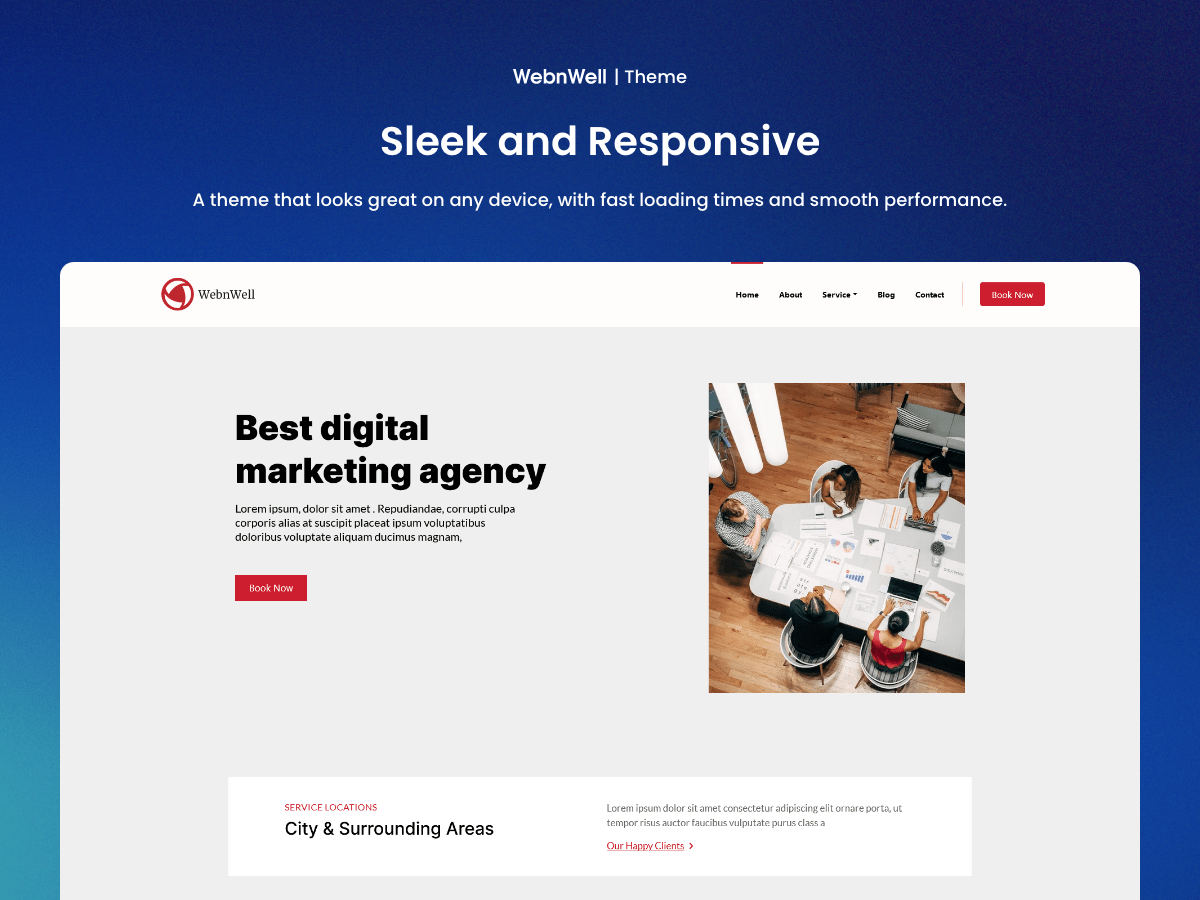 WebnWell | Theme
Sleek and Responsive
A theme that looks great on any device, with fast loading times and smooth performance.
WebnWell
Home About Service Blog Contact Book Now
Best digital
marketing agency
Lorem ipsum, dolor sit amet . Repudiandae, corrupti culpa
corporis alias at suscipit placeat ipsum voluptatibus
doloribus voluptate aliquam ducimus magnam,
Book Now
SERVICE LOCATIONS
City & Surrounding Areas
Lorem ipsum dolor sit amet consectetur adipiscing elit ornare porta, ut
tempor risus auctor faucibus vulputate purus class a
Our Happy Clients